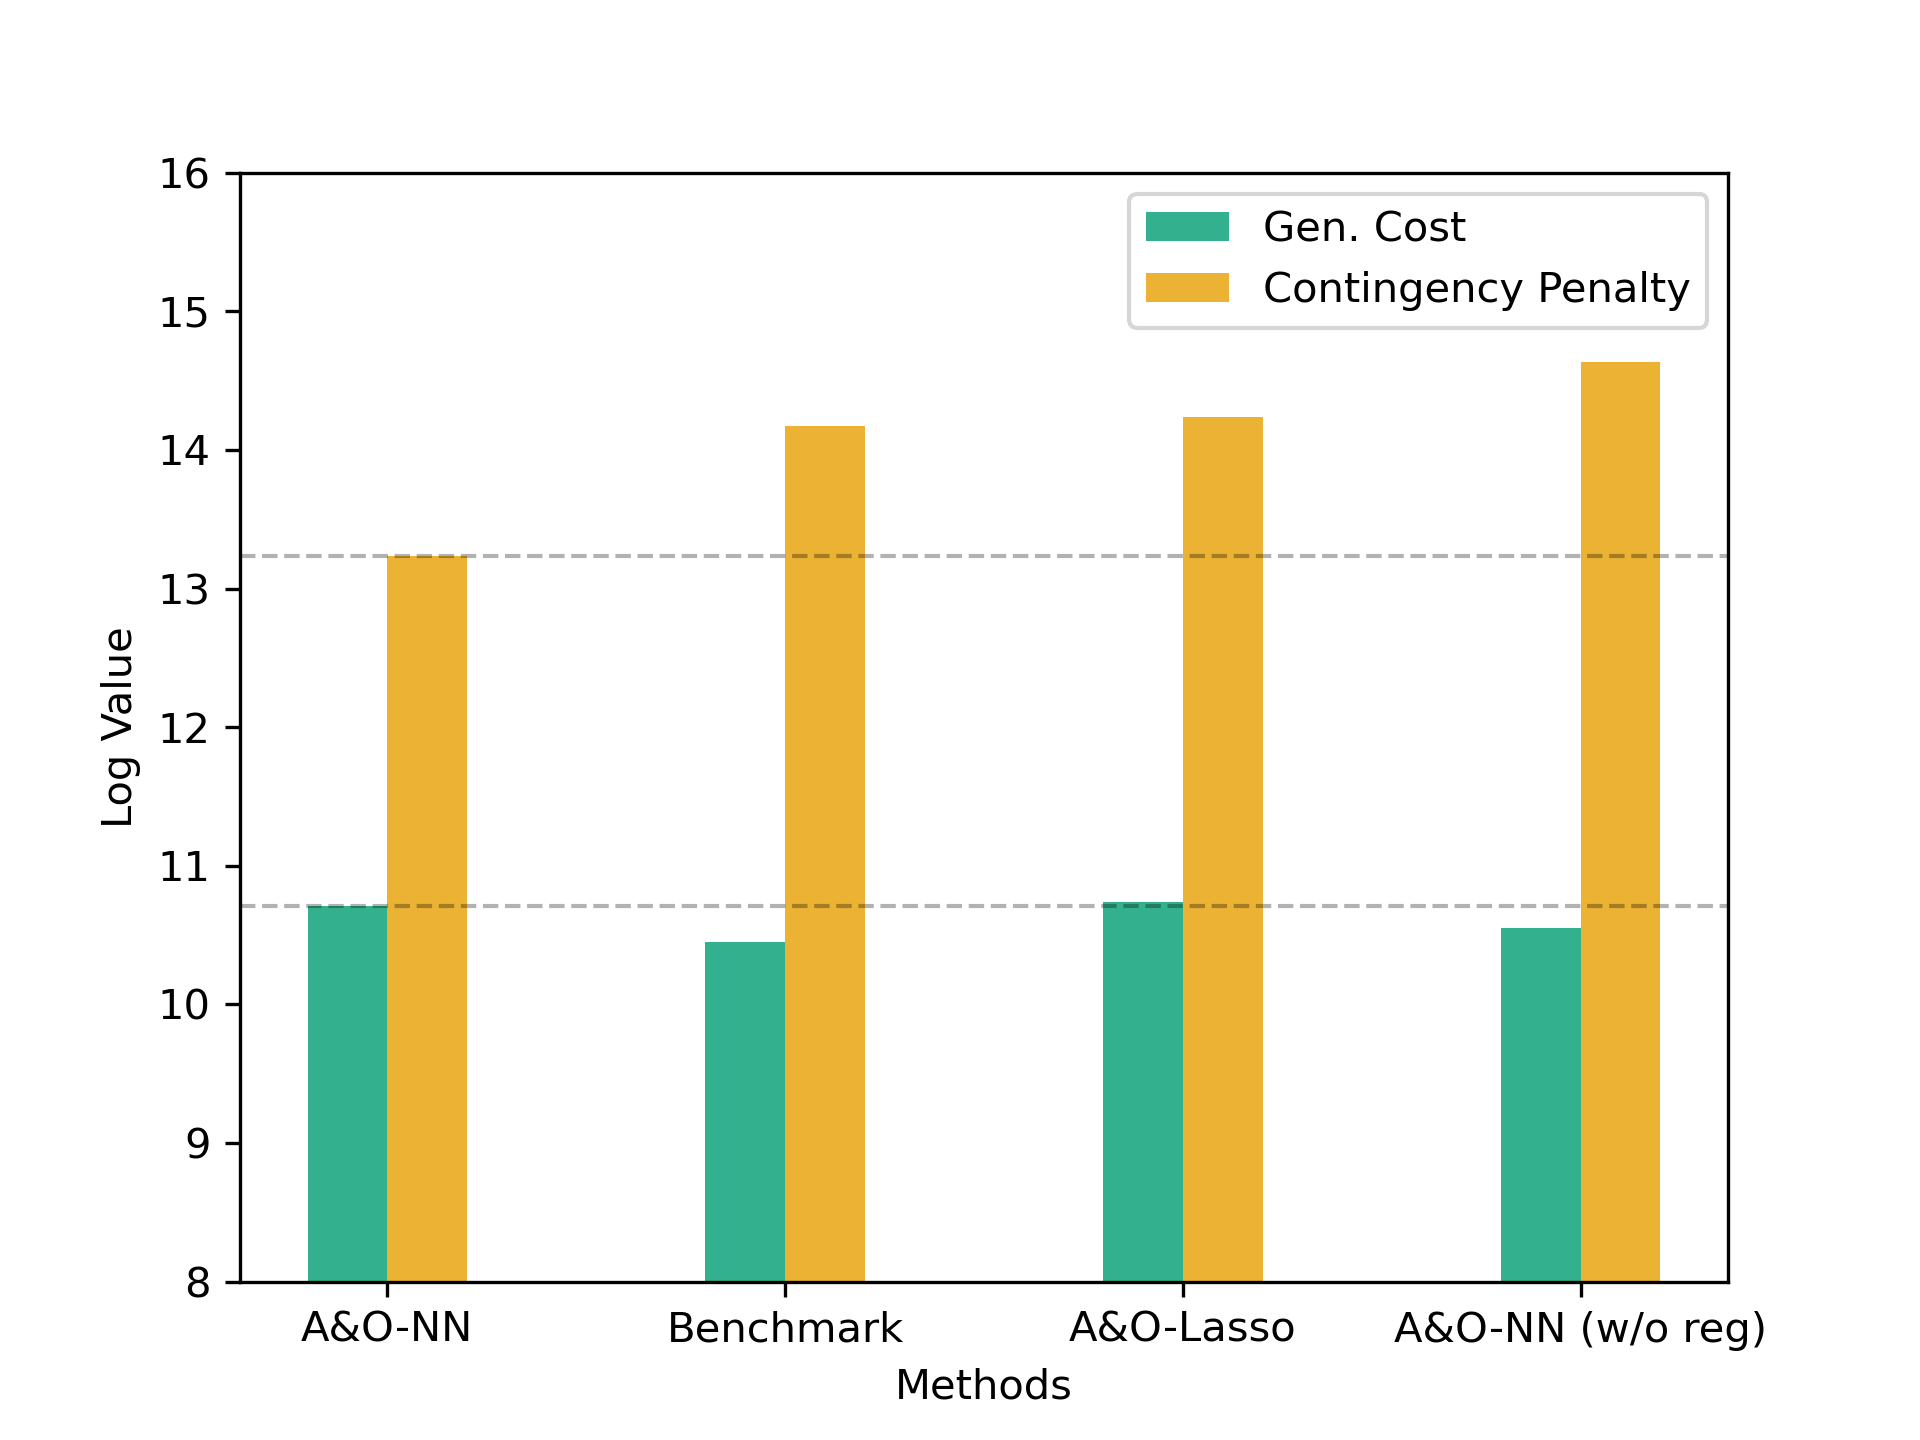 16
15
14
13
12
11
10
9
8
Log Value
Gen. Cost
Contingency Penalty
A&O-NN
Benchmark
A&O-Lasso
A&O-NN (w/o reg)
Methods